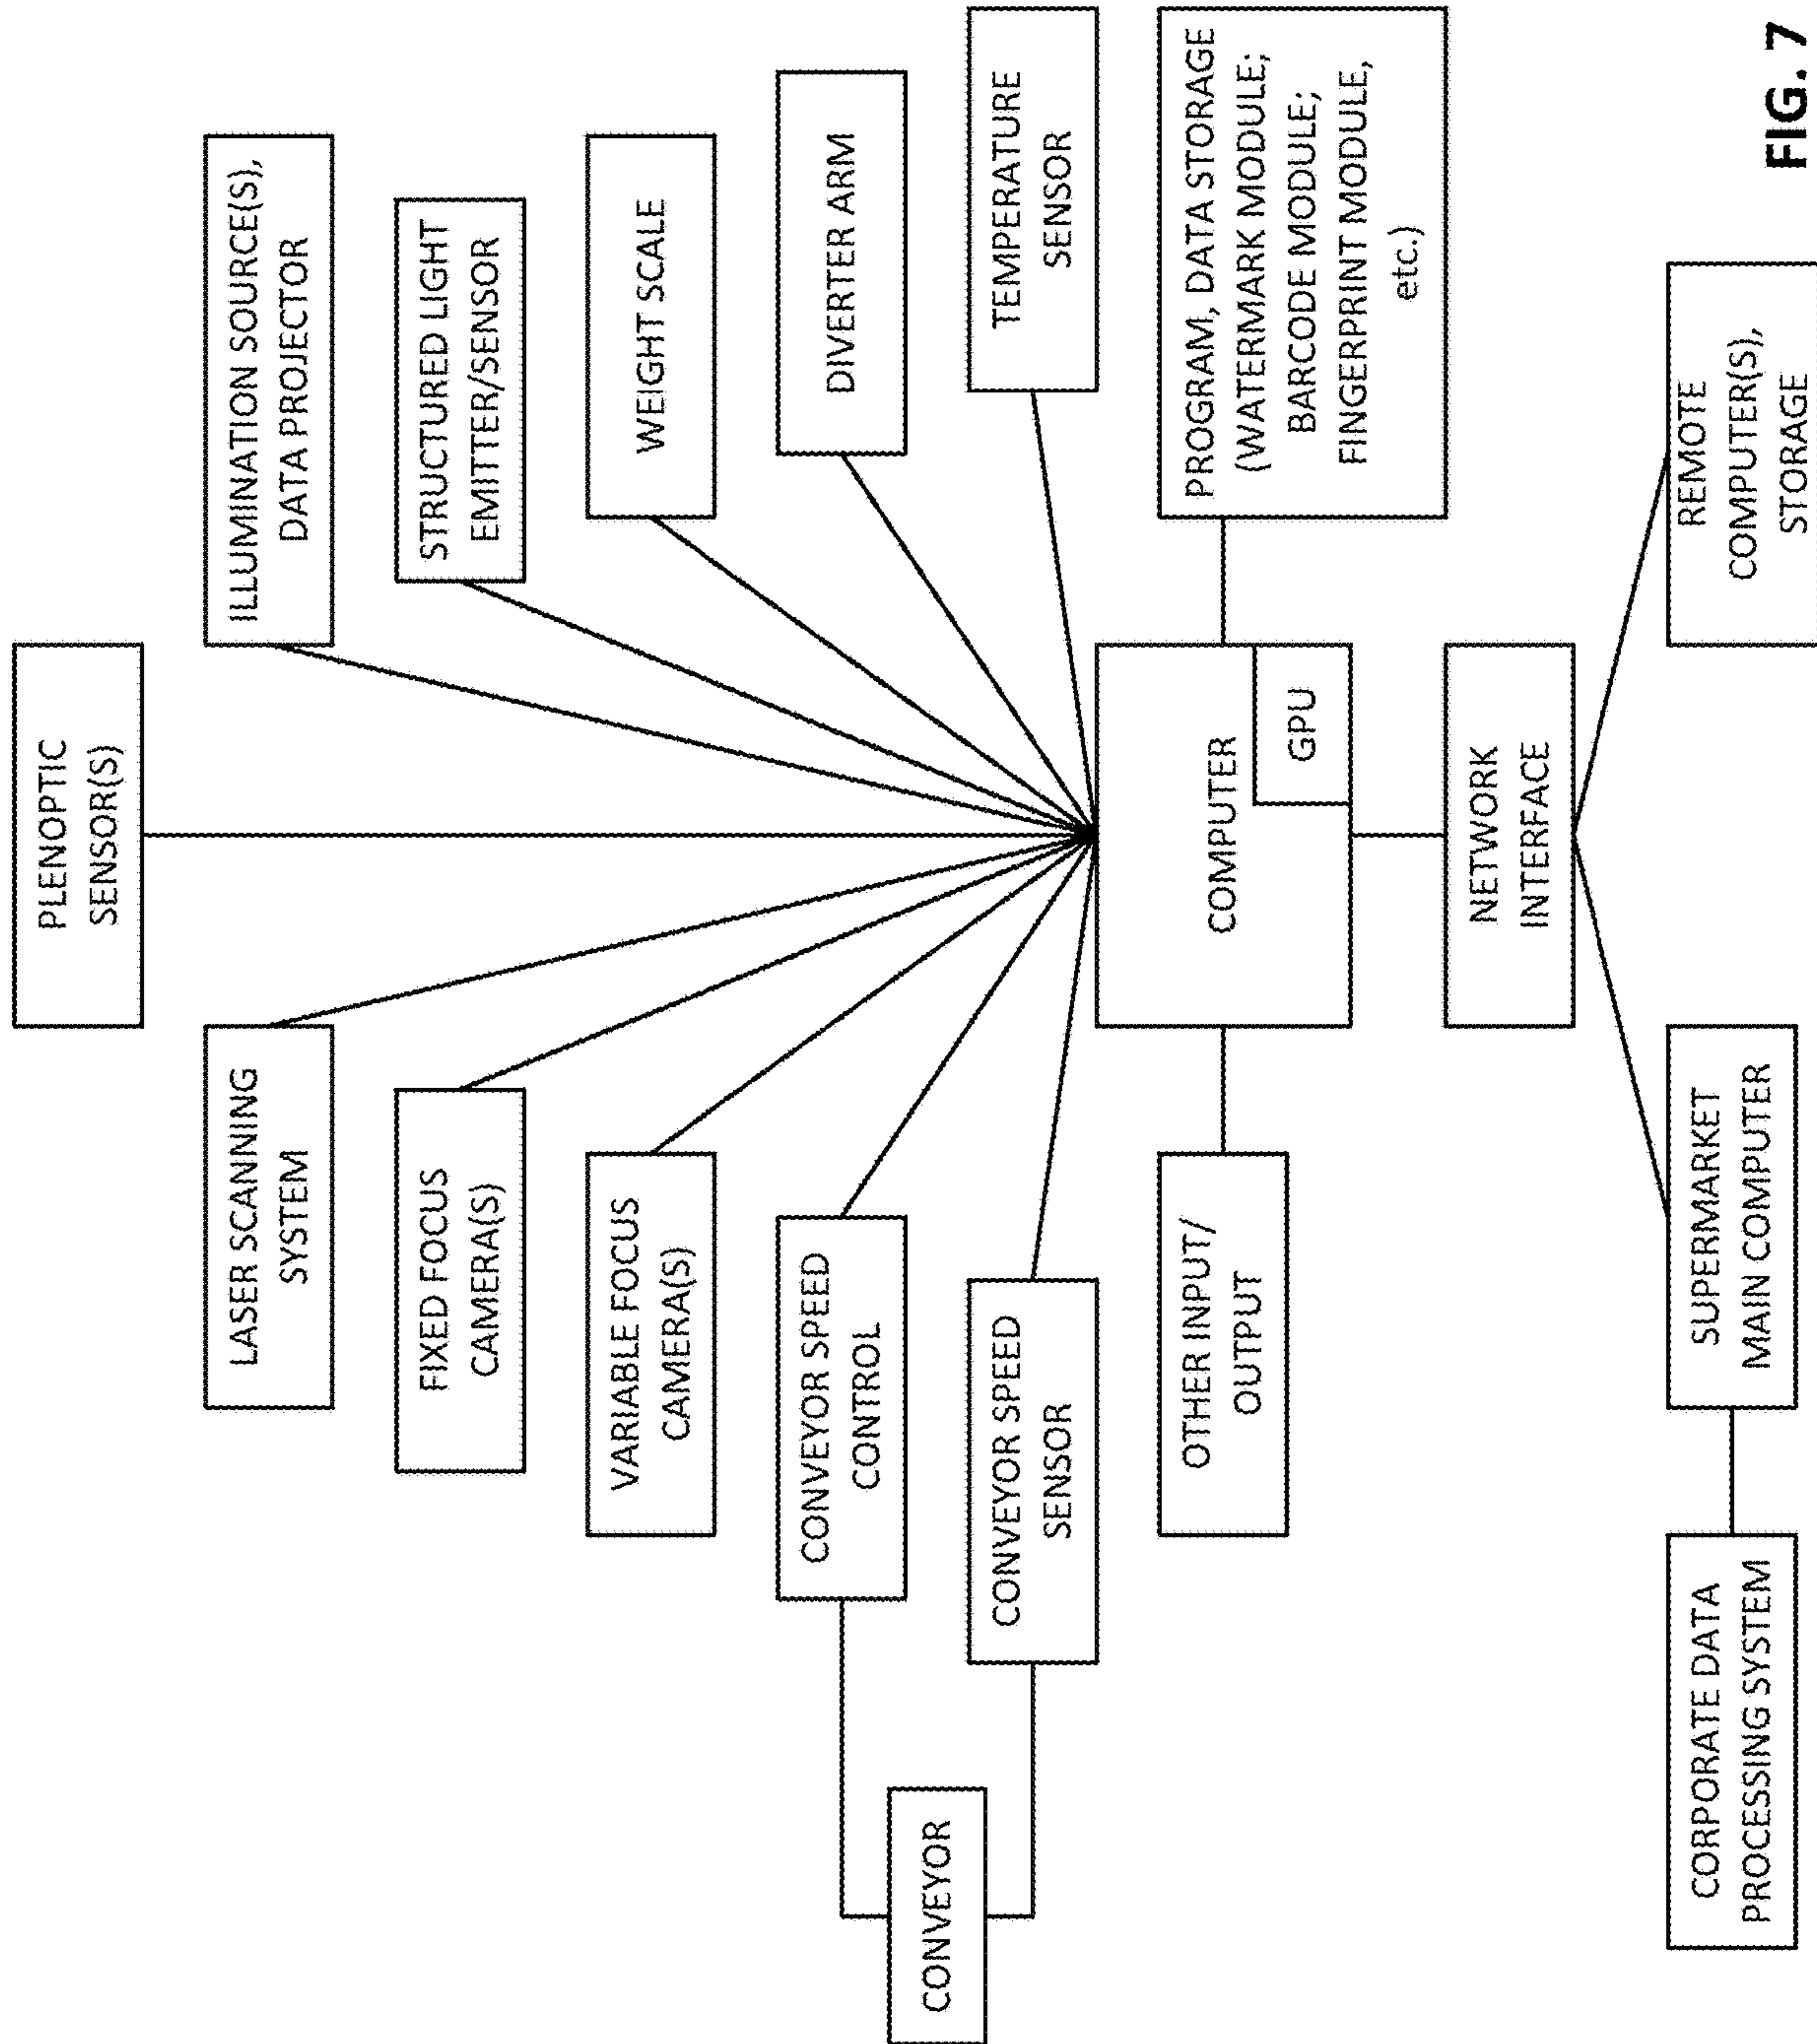 PLENOPTIC
SENSOR(S)
LASER SCANNING
SYSTEM
ILLUMINATION SOURCE(S),
DATA PROJECTOR
FIXED FOCUS
CAMERA(S)
STRUCTURED LIGHT
EMITTER/SENSOR
VARIABLE FOCUS
CAMERA(S)
WEIGHT SCALE
CONVEYOR SPEED
CONTROL
DIVERTER ARM
CONVEYOR
CONVEYOR SPEED
SENSOR
TEMPERATURE
SENSOR
OTHER INPUT/
OUTPUT
COMPUTER
GPU
PROGRAM, DATA STORAGE
(WATERMARK MODULE;
BARCODE MODULE;
FINGERPRINT MODULE,
etc.)
NETWORK
INTERFACE
CORPORATE DATA
PROCESSING SYSTEM
SUPERMARKET
MAIN COMPUTER
REMOTE
COMPUTER(S),
STORAGE
FIG. 7